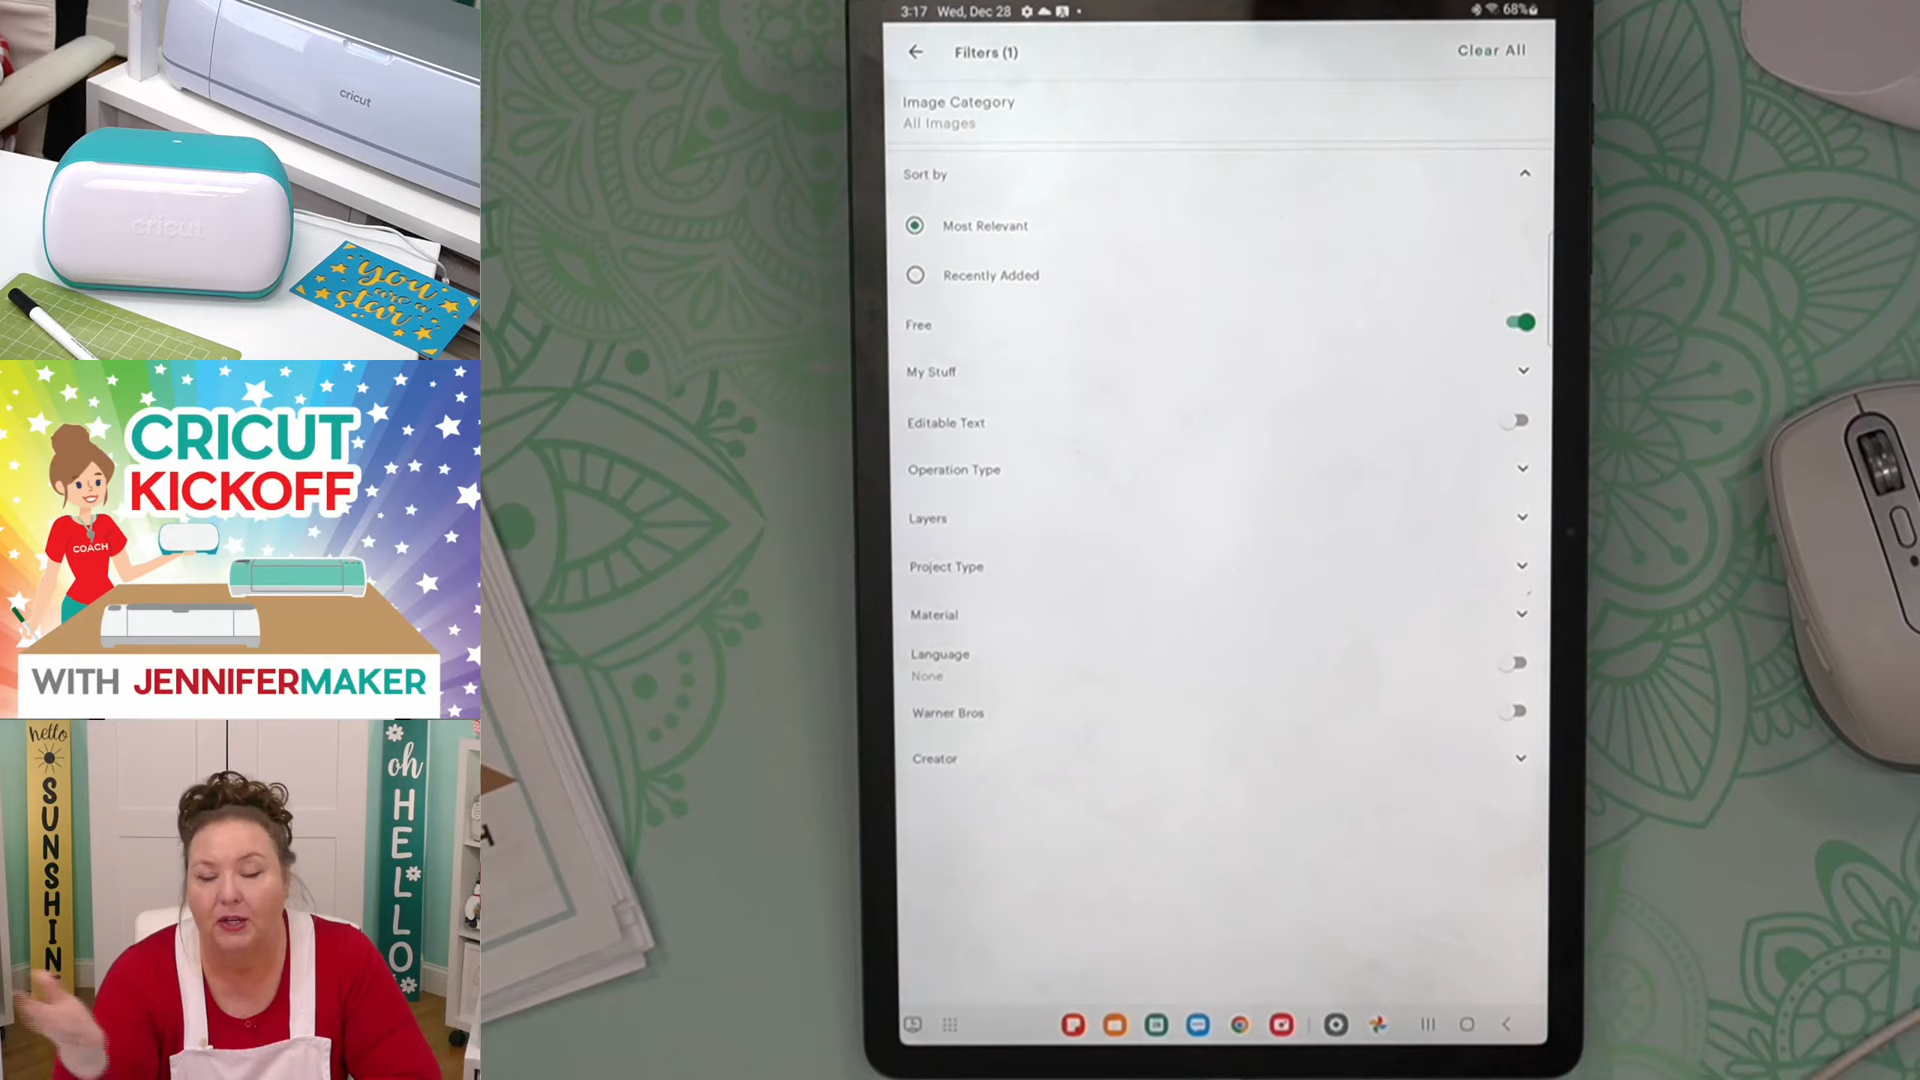 cricut
cricut
you
are a
star
CRICUT
KICKOFF
COACH
WITH JENNIFERMAKER
hello
SUNSHIN
oh
HELLO
3:17 Wed, Dec 28
68%
Filters (1)
Clear All
Image Category
All Images
Sort by
Most Relevant
Recently Added
Free
My Stuff
Editable Text
Operation Type
Layers
Project Type
Material
Language
None
Warner Bros
Creator